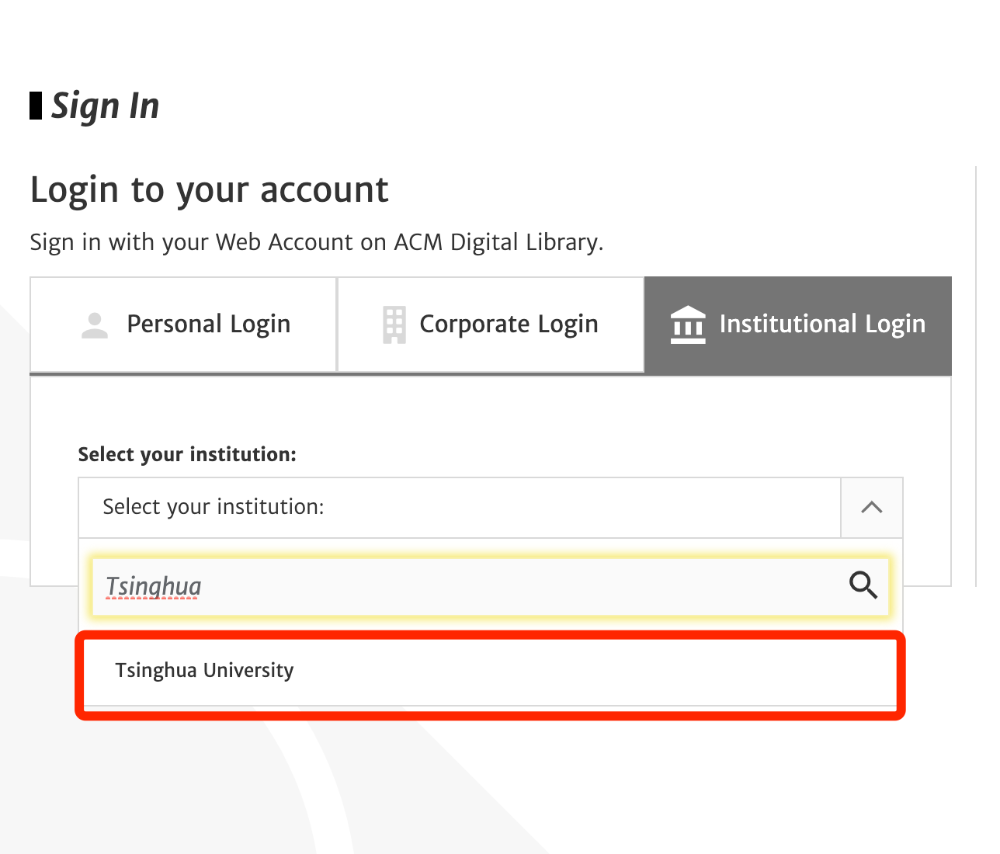 Sign In
Login to your account
Sign in with your Web Account on ACM Digital Library.
Personal Login
Corporate Login
Institutional Login
Select your institution:
Select your institution:
Tsinghua
Tsinghua University